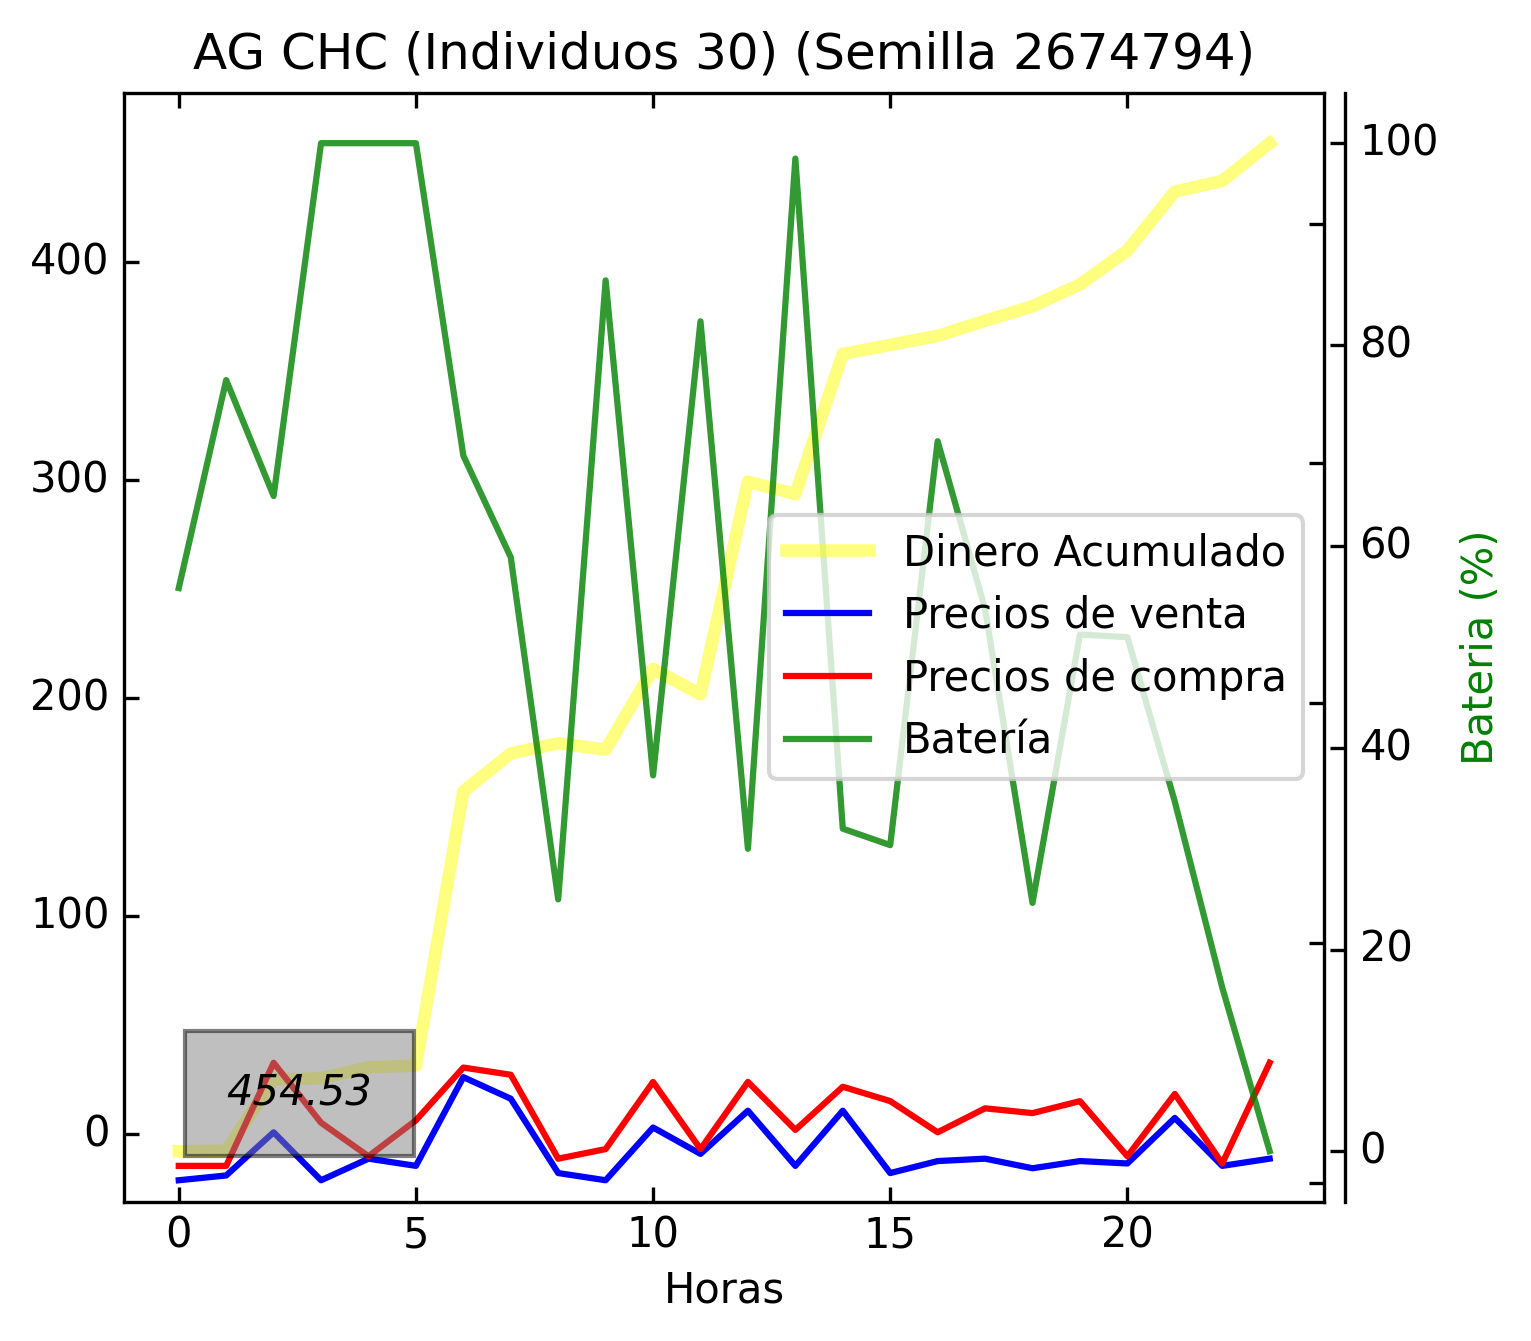 AG CHC (Individuos 30) (Semilla 2674794)
400
300
200
100
0
100
80
60
40
20
0
Bateria (%)
Dinero Acumulado
Precios de venta
Precios de compra
Batería
454.53
0 5 10 15 20
Horas